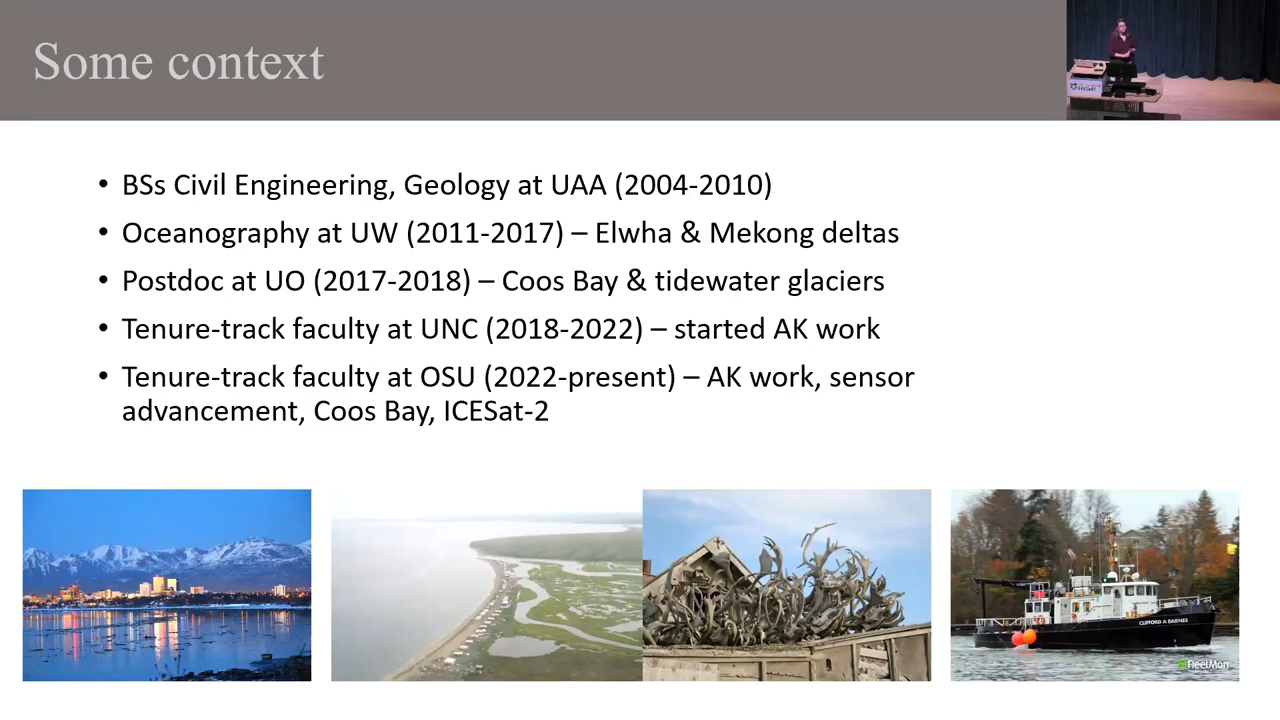 Some context
• BSs Civil Engineering, Geology at UAA (2004-2010)
• Oceanography at UW (2011-2017) – Elwha & Mekong deltas
• Postdoc at UO (2017-2018) – Coos Bay & tidewater glaciers
• Tenure-track faculty at UNC (2018-2022) – started AK work
• Tenure-track faculty at OSU (2022-present) – AK work, sensor
advancement, Coos Bay, ICESat-2
CLIFFORD A BARNES
FleetMon